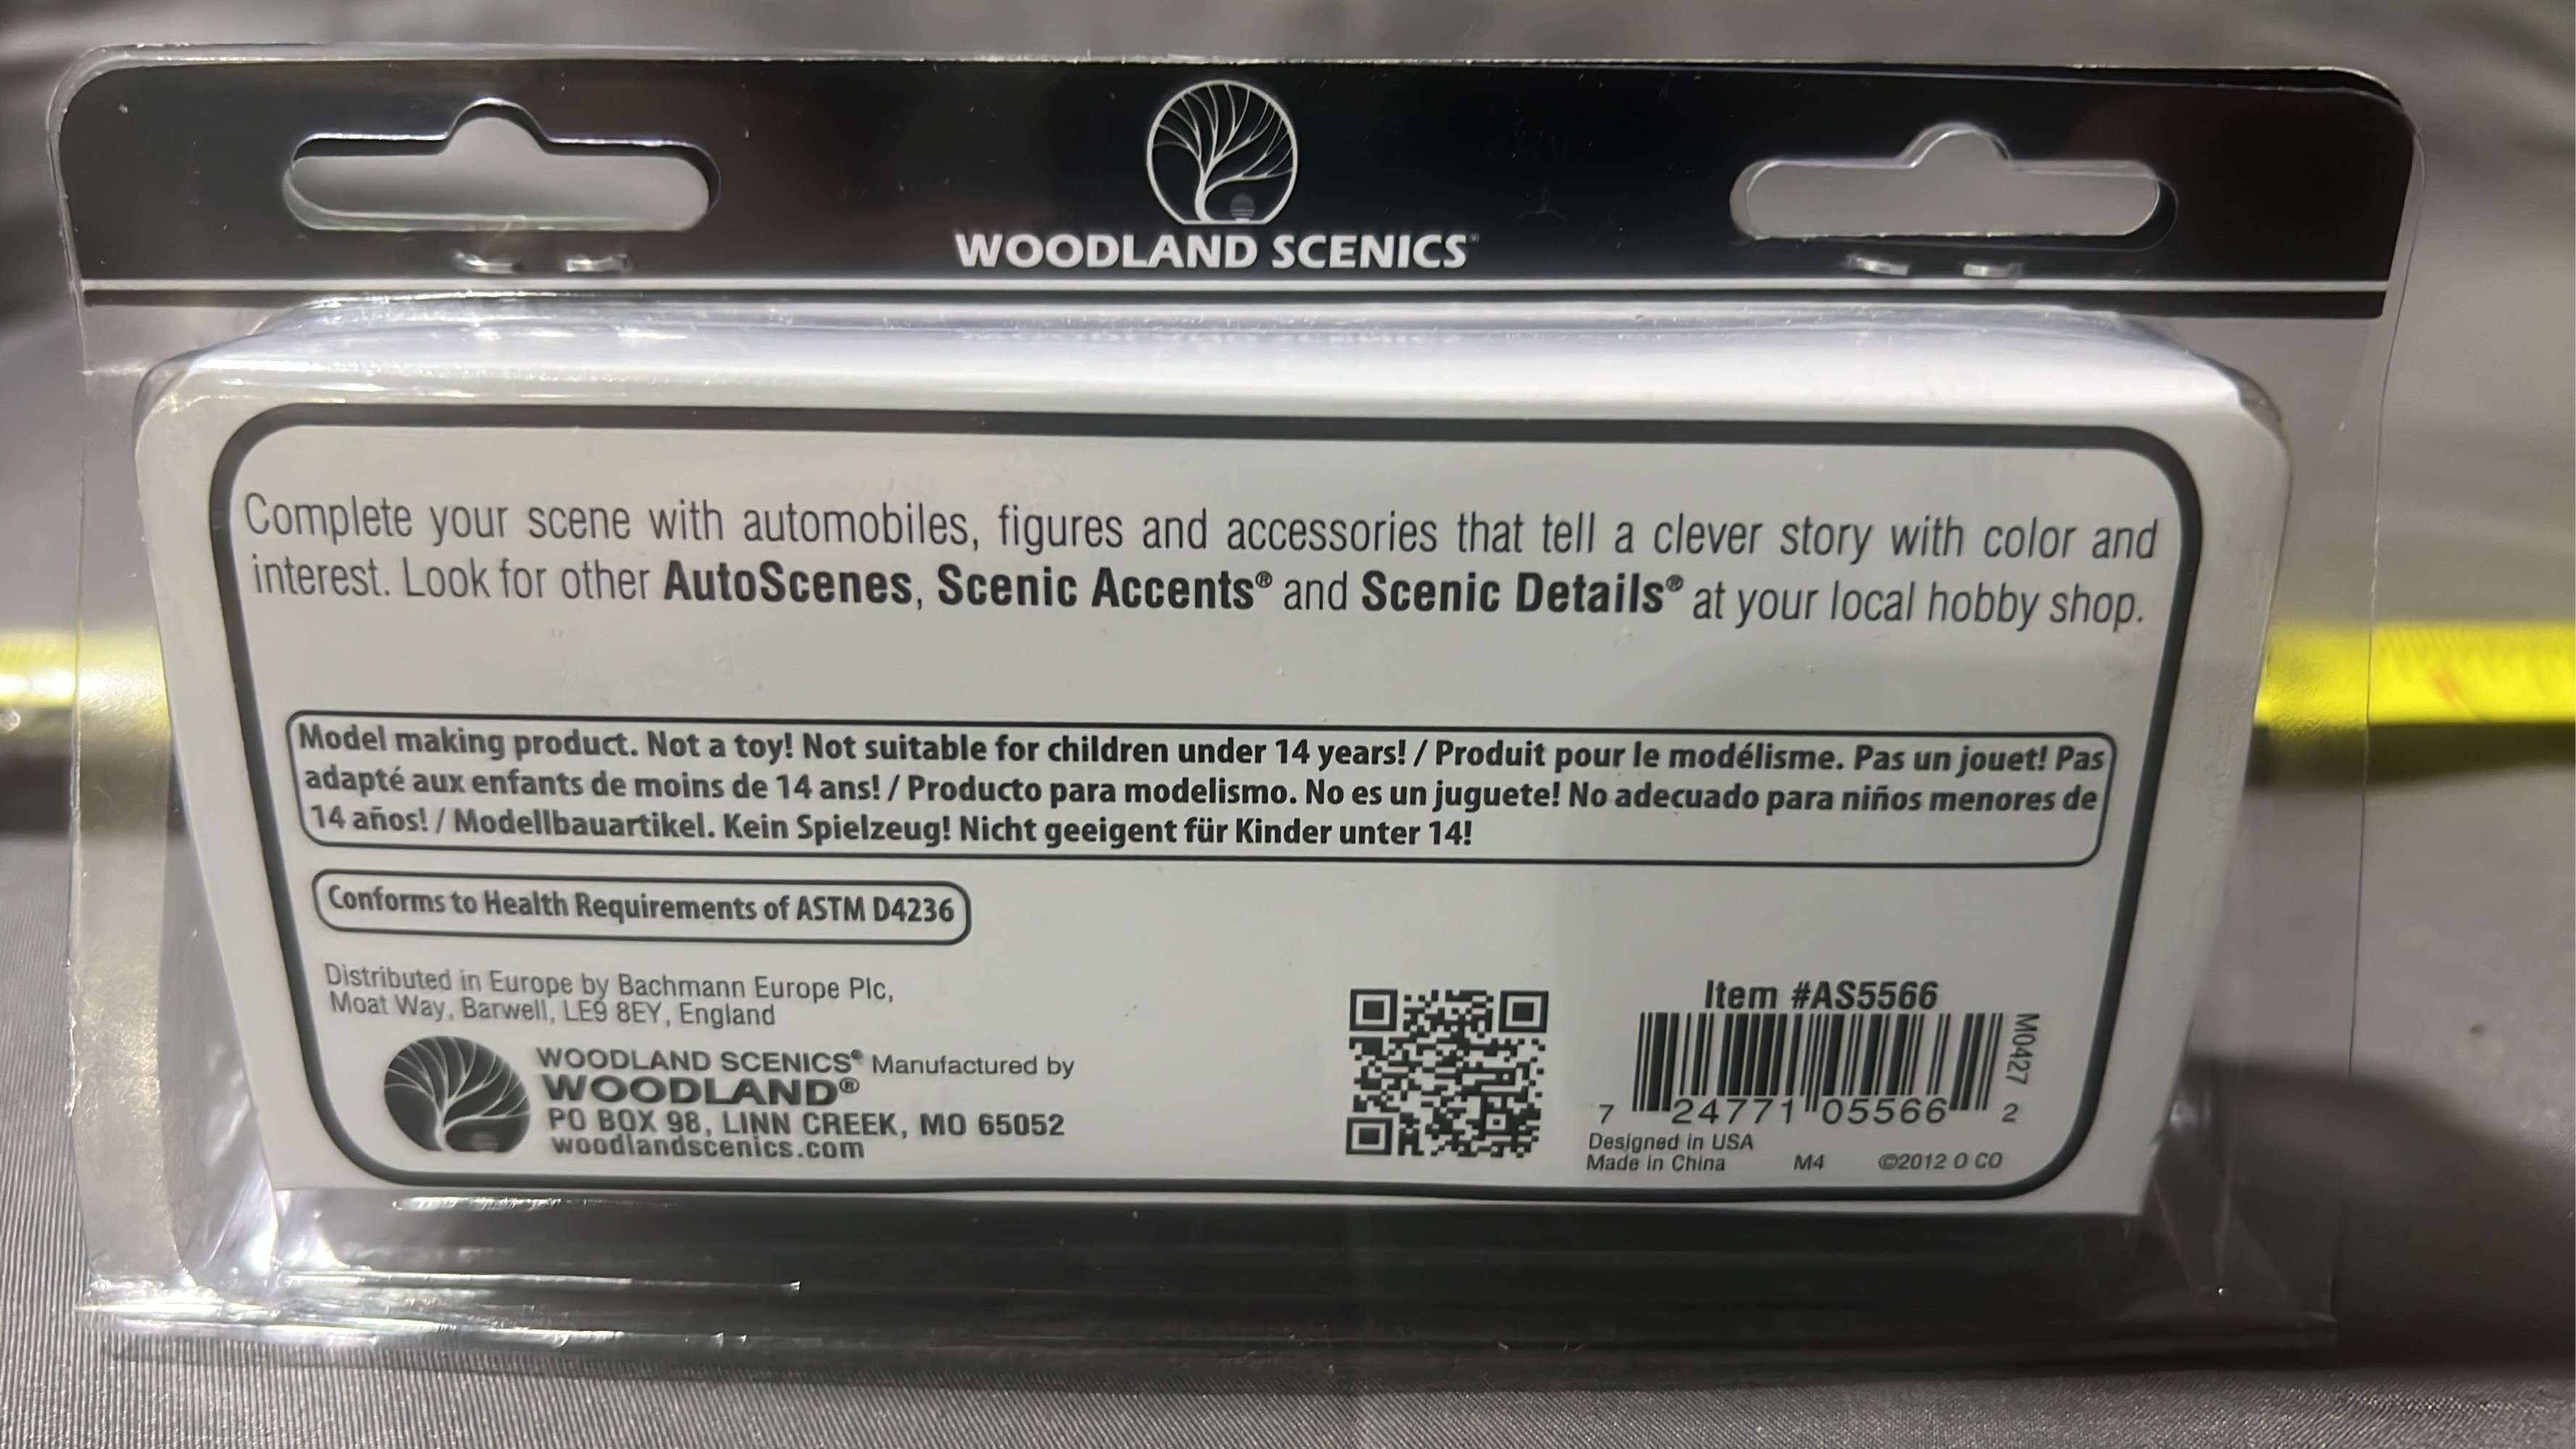 WOODLAND SCENICS®
Complete your scene with automobiles, figures and accessories that tell a clever story with color and
interest. Look for other AutoScenes, Scenic Accents® and Scenic Details® at your local hobby shop.
Model making product. Not a toy! Not suitable for children under 14 years! / Produit pour le modélisme. Pas un jouet! Pas
adapté aux enfants de moins de 14 ans! / Producto para modelismo. No es un juguete! No adecuado para niños menores de
14 años! / Modellbauartikel. Kein Spielzeug! Nicht geeigent für Kinder unter 14!
Conforms to Health Requirements of ASTM D4236
Distributed in Europe by Bachmann Europe Plc,
Moat Way, Barwell, LE9 8EY, England
WOODLAND SCENICS® Manufactured by
WOODLAND®
PO BOX 98, LINN CREEK, MO 65052
woodlandscenics.com
Item #AS5566
M0427
7 24771 05566 2
Designed in USA
Made in China M4 ©2012 O CO